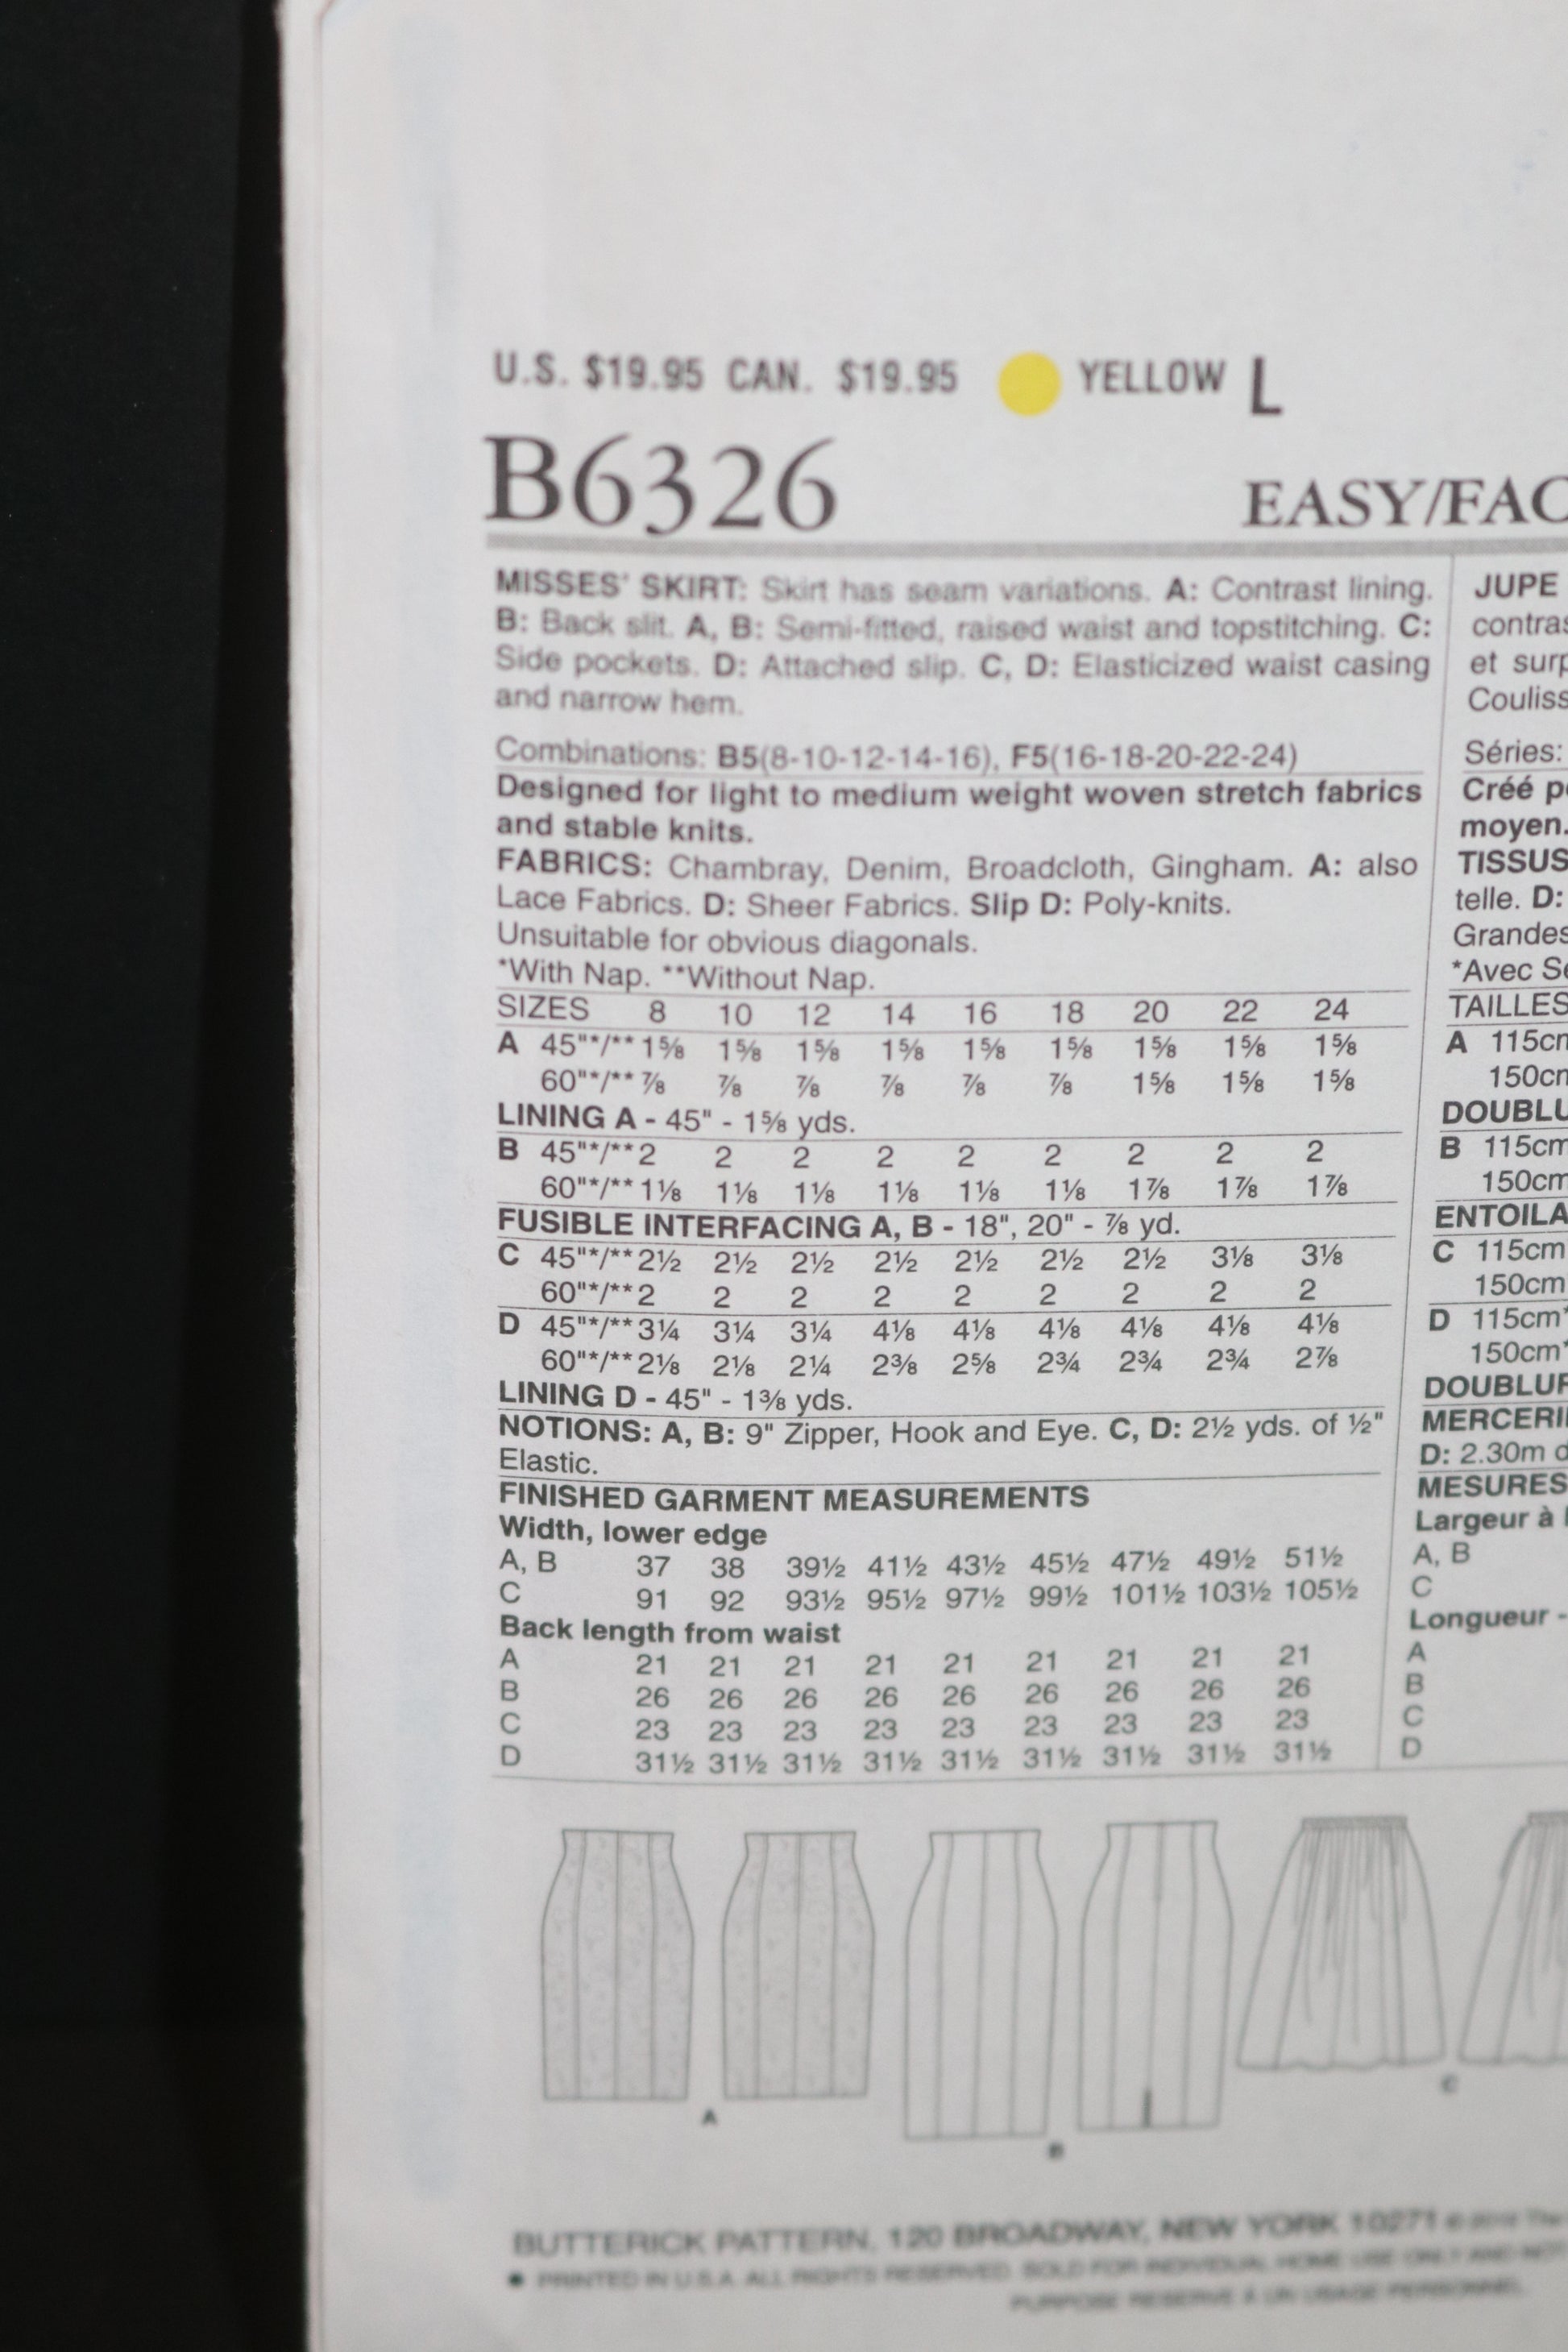 U.S. $19.95 CAN. $19.95 YELLOW L
B6326
EASY/FAC
MISSES' SKIRT: Skirt has seam variations. A: Contrast lining.
B: Back slit. A, B: Semi-fitted, raised waist and topstitching. C:
Side pockets. D: Attached slip. C, D: Elasticized waist casing
and narrow hem.
Combinations: B5(8-10-12-14-16), F5(16-18-20-22-24)
Designed for light to medium weight woven stretch fabrics
and stable knits.
FABRICS: Chambray, Denim, Broadcloth, Gingham. A: also
Lace Fabrics. D: Sheer Fabrics. Slip D: Poly-knits.
Unsuitable for obvious diagonals.
*With Nap. **Without Nap.
SIZES 8 10 12 14 16 18 20 22 24
A 45"*/** 1⅝ 1⅝ 1⅝ 1⅝ 1⅝ 1⅝ 1⅝ 1⅝ 1⅝
60"*/** ⅞ ⅞ ⅞ ⅞ ⅞ ⅞ 1⅝ 1⅝ 1⅝
LINING A - 45" - 1⅝ yds.
B 45"*/** 2 2 2 2 2 2 2 2 2
60"*/** 1⅛ 1⅛ 1⅛ 1⅛ 1⅛ 1⅛ 1⅞ 1⅞ 1⅞
FUSIBLE INTERFACING A, B - 18", 20" - ⅞ yd.
C 45"*/** 2½ 2½ 2½ 2½ 2½ 2½ 2½ 3⅛ 3⅛
60"*/** 2 2 2 2 2 2 2 2 2
D 45"*/** 3¼ 3¼ 3¼ 4⅛ 4⅛ 4⅛ 4⅛ 4⅛ 4⅛
60"*/** 2⅛ 2⅛ 2¼ 2⅜ 2⅝ 2¾ 2¾ 2¾ 2⅞
LINING D - 45" - 1⅜ yds.
NOTIONS: A, B: 9" Zipper, Hook and Eye. C, D: 2½ yds. of ½"
Elastic.
FINISHED GARMENT MEASUREMENTS
Width, lower edge
A, B 37 38 39½ 41½ 43½ 45½ 47½ 49½ 51½
C 91 92 93½ 95½ 97½ 99½ 101½ 103½ 105½
Back length from waist
A 21 21 21 21 21 21 21 21 21
B 26 26 26 26 26 26 26 26 26
C 23 23 23 23 23 23 23 23 23
D 31½ 31½ 31½ 31½ 31½ 31½ 31½ 31½ 31½
JUPE
contras
et surp
Couliss
Séries:
Créé p
moyen.
TISSUS
telle. D:
Grandes
*Avec Se
TAILLES
A 115cm
150cm
DOUBLU
B 115cm
150cm
ENTOILA
C 115cm
150cm
D 115cm*
150cm*
DOUBLUR
MERCERI
D: 2.30m d
MESURES
Largeur à l
A, B
C
Longueur -
A
B
C
D
A
B
C
BUTTERICK PATTERN, 120 BROADWAY, NEW YORK 10271 The
PRINTED IN U.S.A. ALL RIGHTS RESERVED. SOLD FOR INDIVIDUAL HOME USE ONLY AND NOT
PURPOSE RESERVE À UN USAGE PERSONNEL